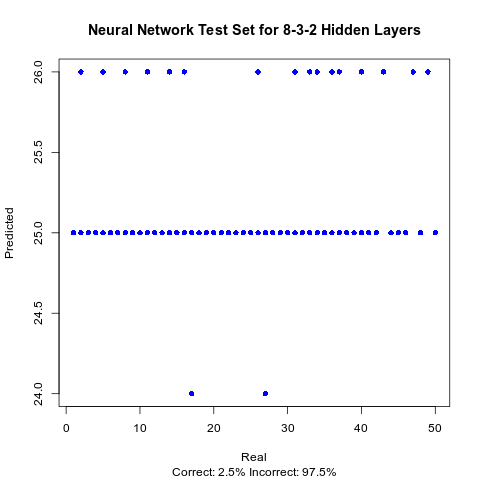 Neural Network Test Set for 8-3-2 Hidden Layers
26.0
25.5
25.0
24.5
24.0
Predicted
0 10 20 30 40 50
Real
Correct: 2.5% Incorrect: 97.5%